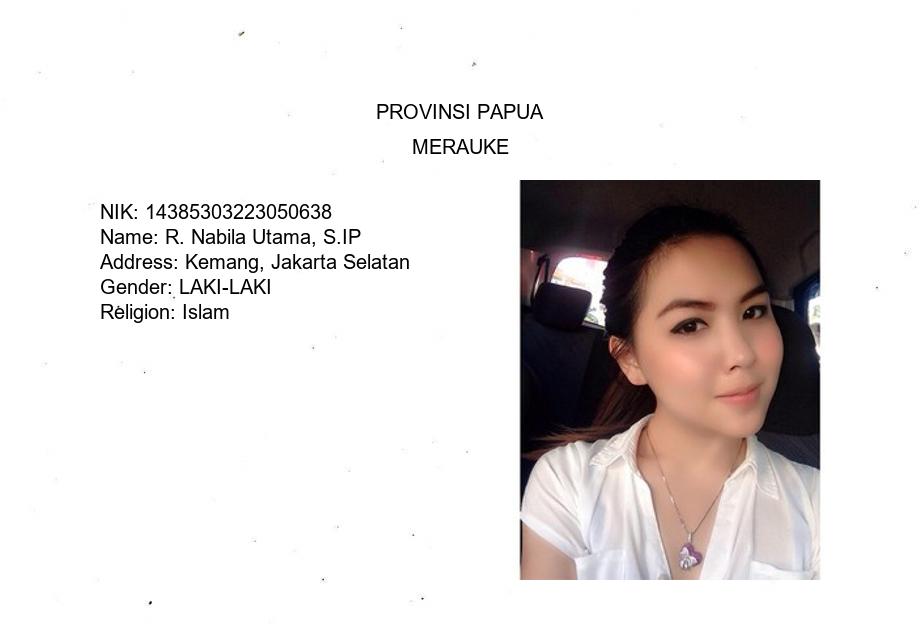 PROVINSI PAPUA
MERAUKE
NIK: 14385303223050638
Name: R. Nabila Utama, S.IP
Address: Kemang, Jakarta Selatan
Gender: LAKI-LAKI
Religion: Islam